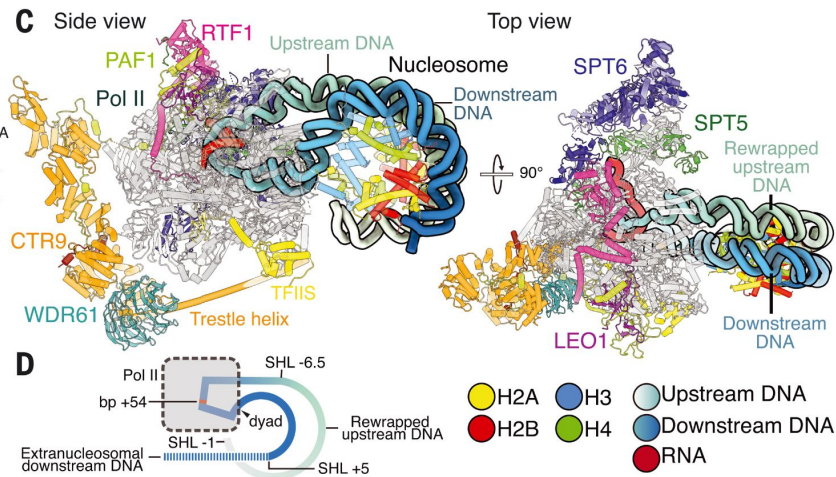 C
Side view
RTF1
PAF1
Upstream DNA
Pol II
Nucleosome
Downstream
DNA
A
CTR9
TFIIS
WDR61
Trestle helix
90°
Top view
SPT6
SPT5
Rewrapped
upstream
DNA
Downstream
DNA
LEO1
D
Pol II
SHL -6.5
bp +54
dyad
SHL -1
Rewrapped
upstream DNA
Extranucleosomal
downstream DNA
SHL +5
H2A
H3
Upstream DNA
H2B
H4
Downstream DNA
RNA